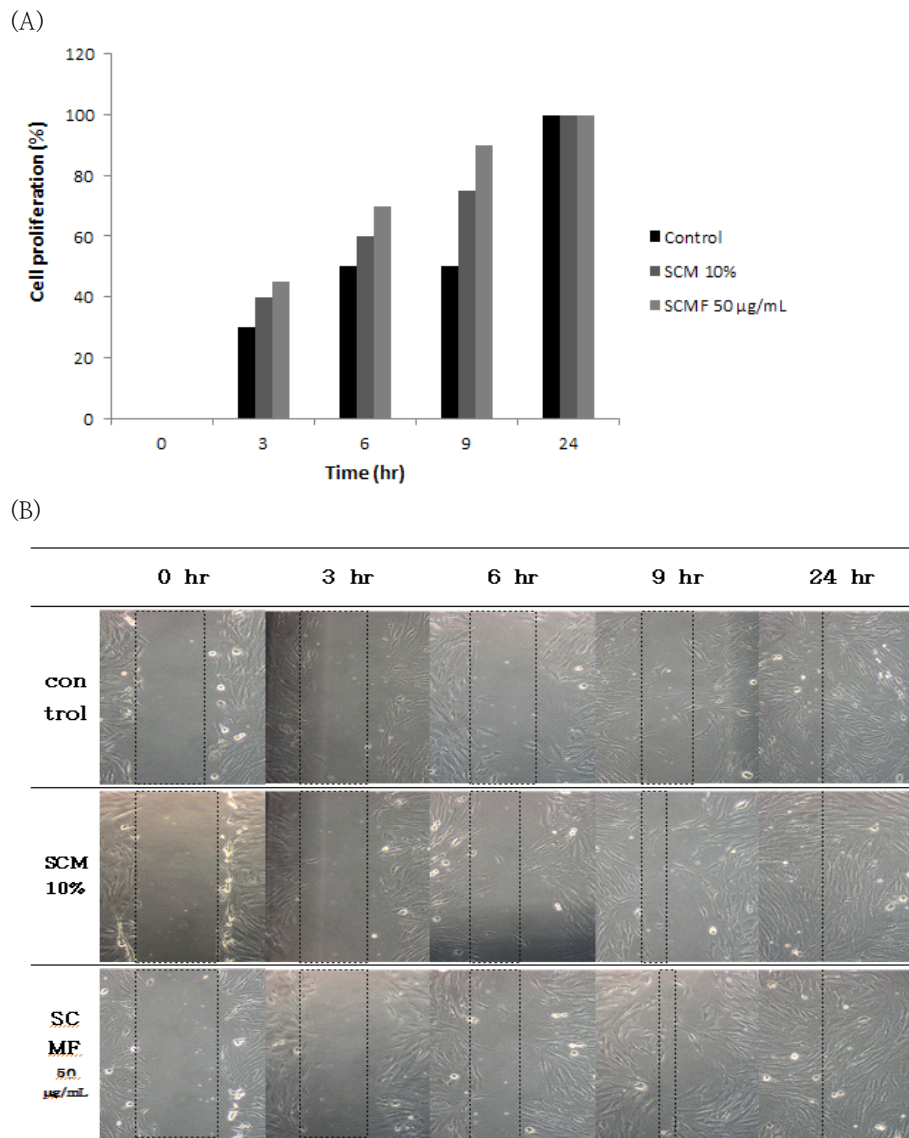 (A)
120
100
80
60
40
20
0
Cell proliferation (%)
0 3 6 9 24
Time (hr)
Control
SCM 10%
SCMF 50 μg/mL
(B)
0 hr 3 hr 6 hr 9 hr 24 hr
con
trol
SCM
10%
SC
MF
50
μg/mL